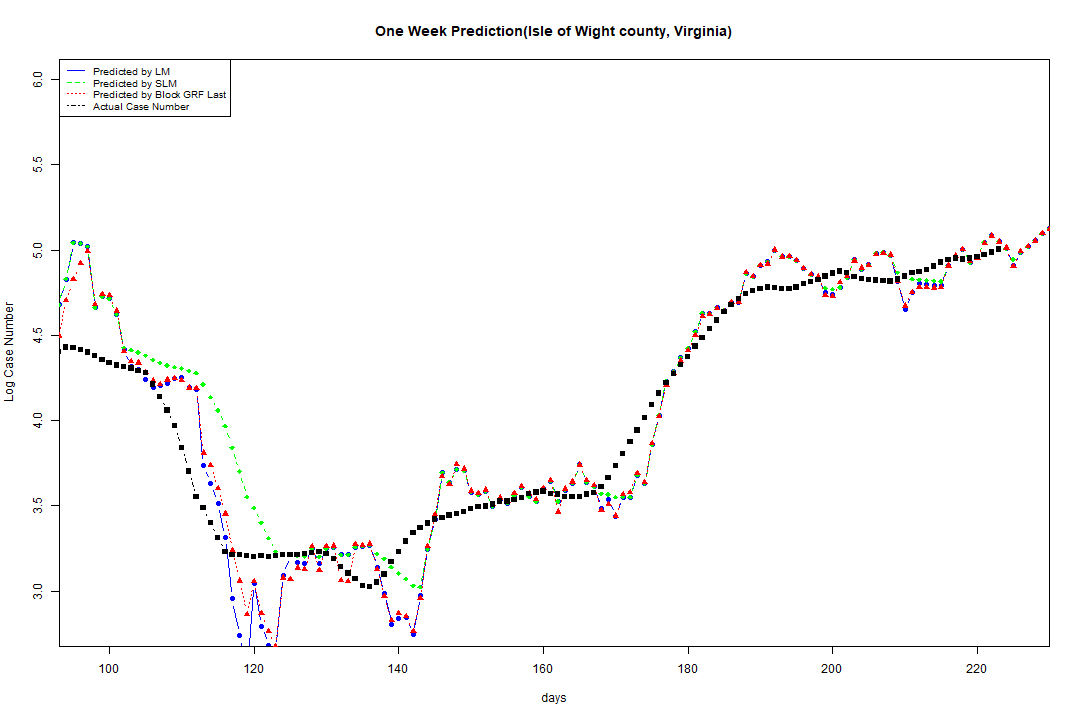 One Week Prediction(Isle of Wight county, Virginia)
Predicted by LM
Predicted by SLM
Predicted by Block GRF Last
Actual Case Number
6.0
5.5
5.0
4.5
4.0
3.5
3.0
Log Case Number
100 120 140 160 180 200 220
days